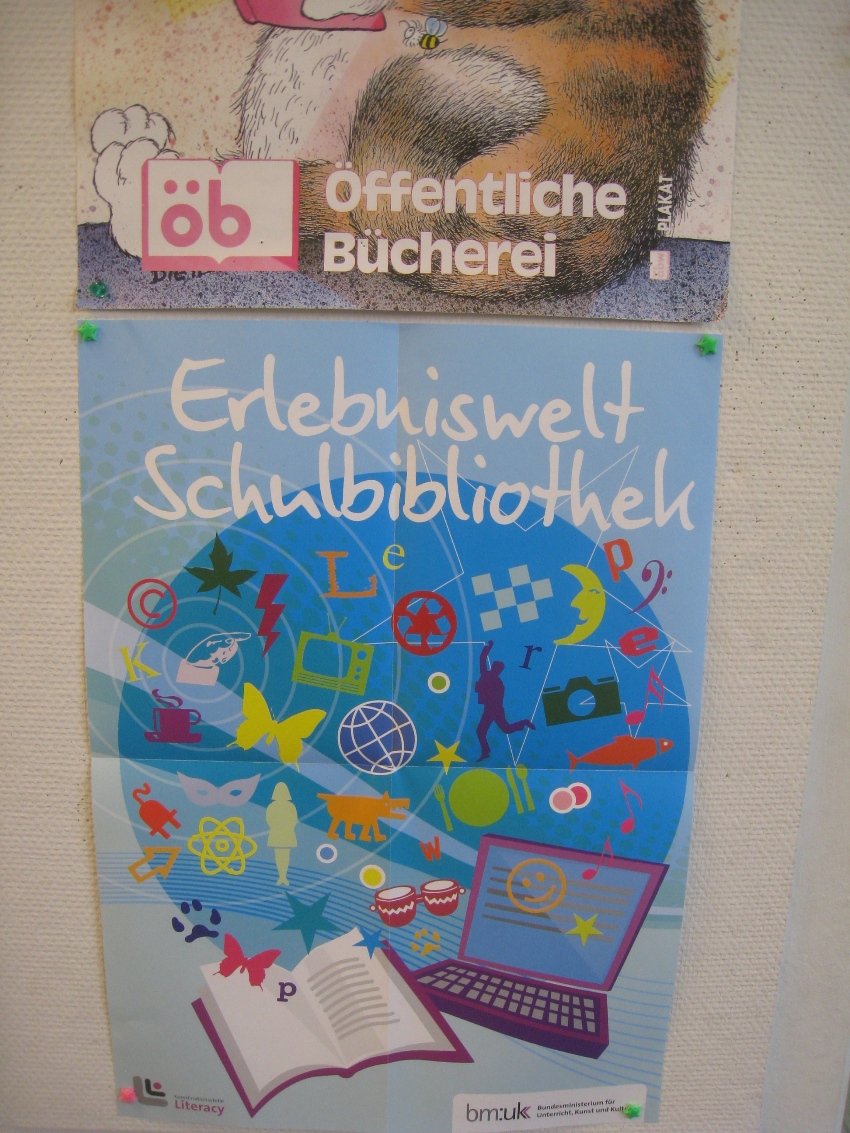 öb
Öffentliche
Bücherei
PLAKAT
Erlebniswelt
Schulbibliothek
©
L
e
p
K
e
r
w
p
Literacy
bm:uk
Bundesministerium für
Unterricht, Kunst und Kultur